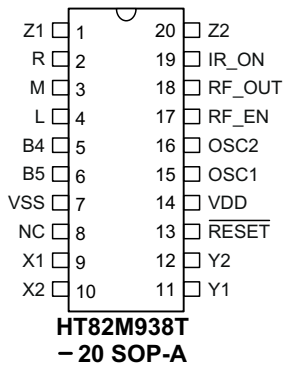 Z1 1 20 Z2
R 2 19 IR_ON
M 3 18 RF_OUT
L 4 17 RF_EN
B4 5 16 OSC2
B5 6 15 OSC1
VSS 7 14 VDD
NC 8 13 RESET
X1 9 12 Y2
X2 10 11 Y1
HT82M938T
– 20 SOP-A